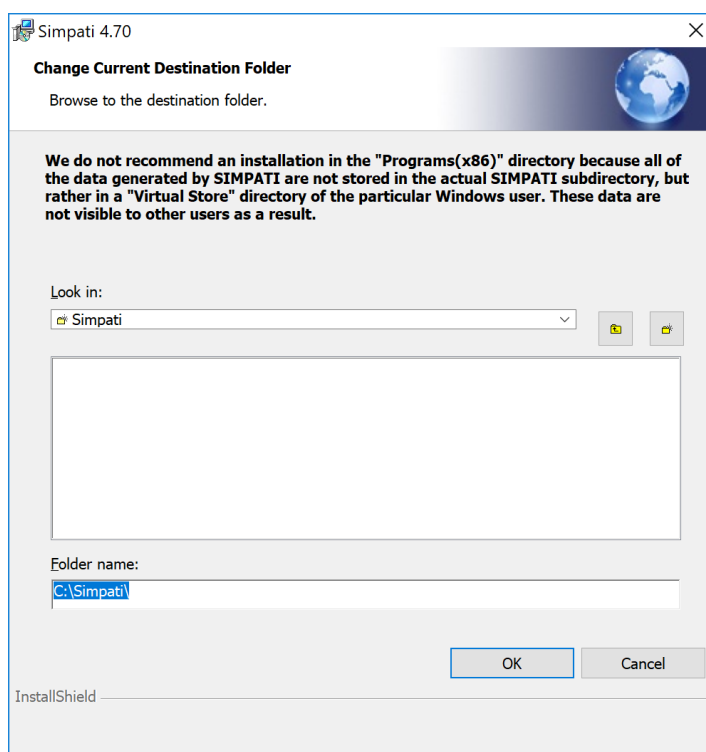 Simpati 4.70
Change Current Destination Folder
Browse to the destination folder.
We do not recommend an installation in the "Programs(x86)" directory because all of
the data generated by SIMPATI are not stored in the actual SIMPATI subdirectory, but
rather in a "Virtual Store" directory of the particular Windows user. These data are
not visible to other users as a result.
Look in:
Simpati
Folder name:
C:\Simpati\
OK Cancel
InstallShield